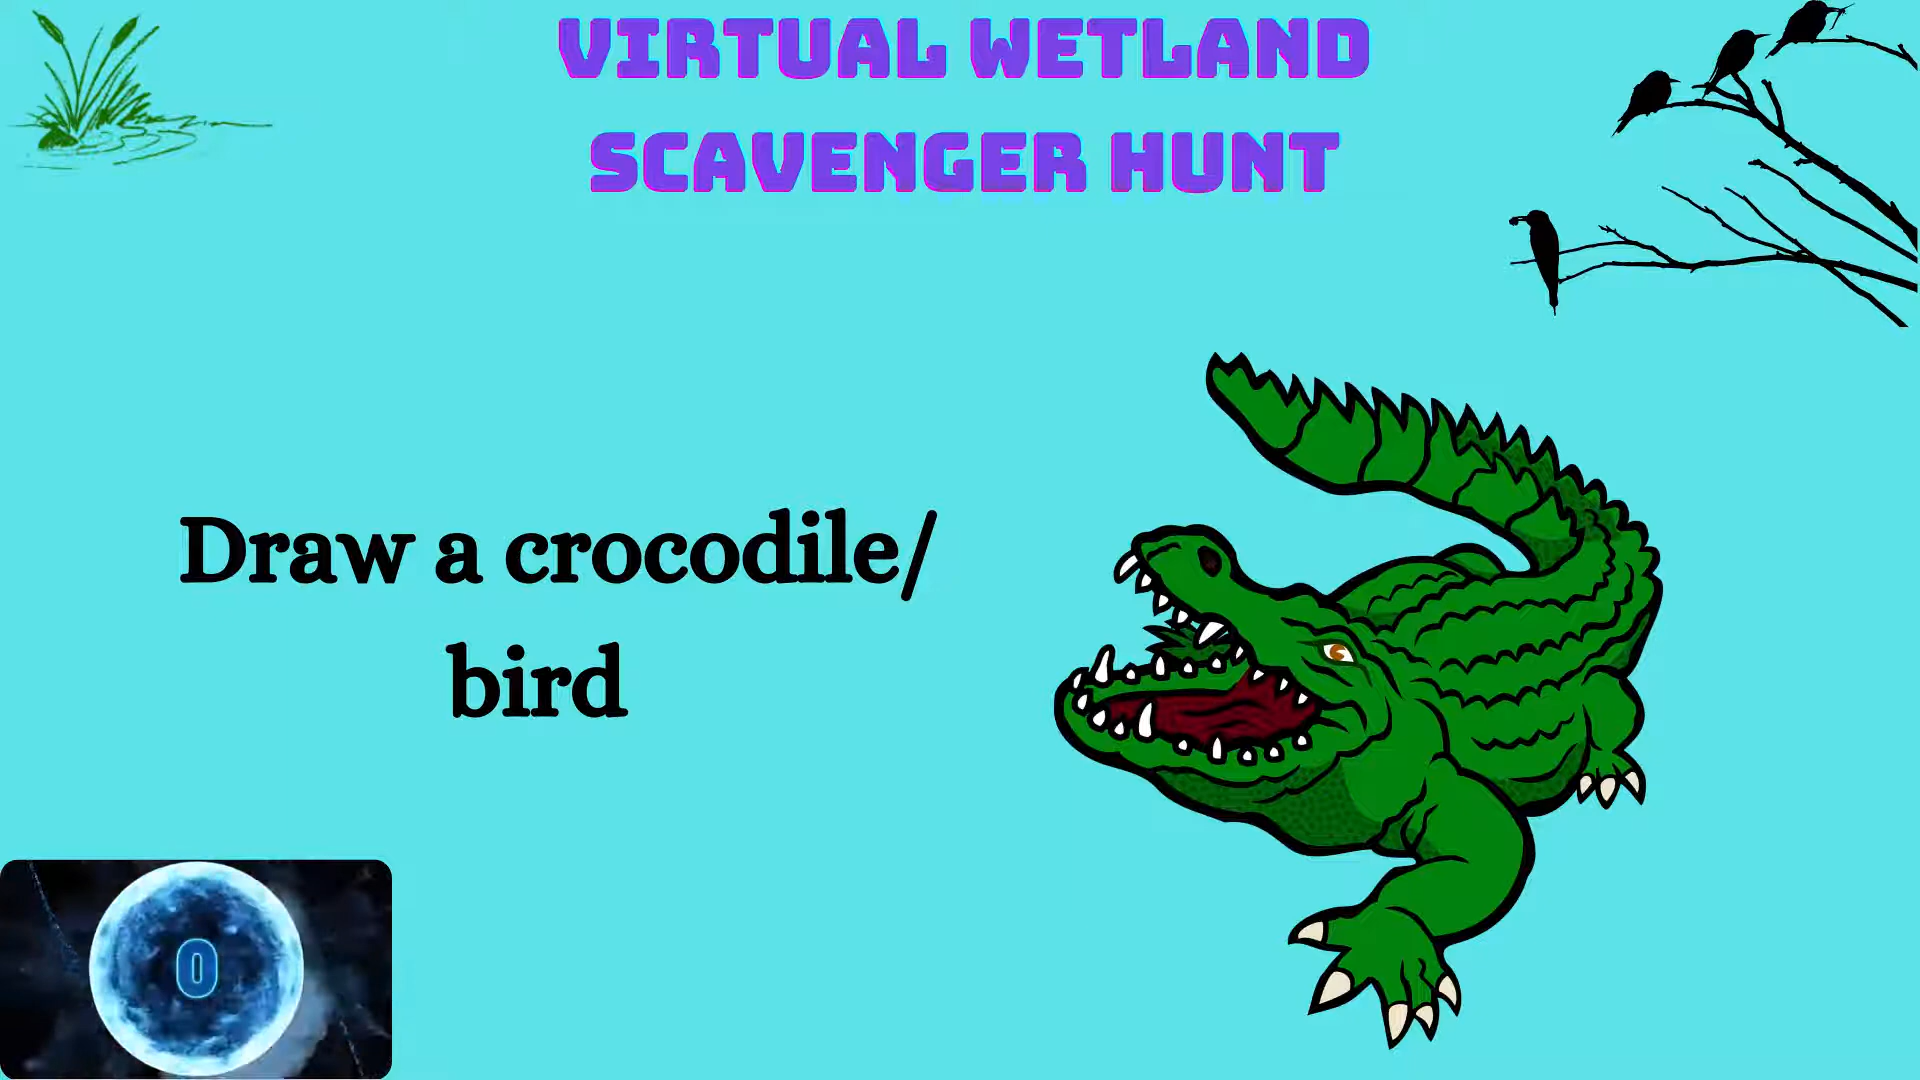 VIRTUAL WETLAND
SCAVENGER HUNT
Draw a crocodile/
bird
0